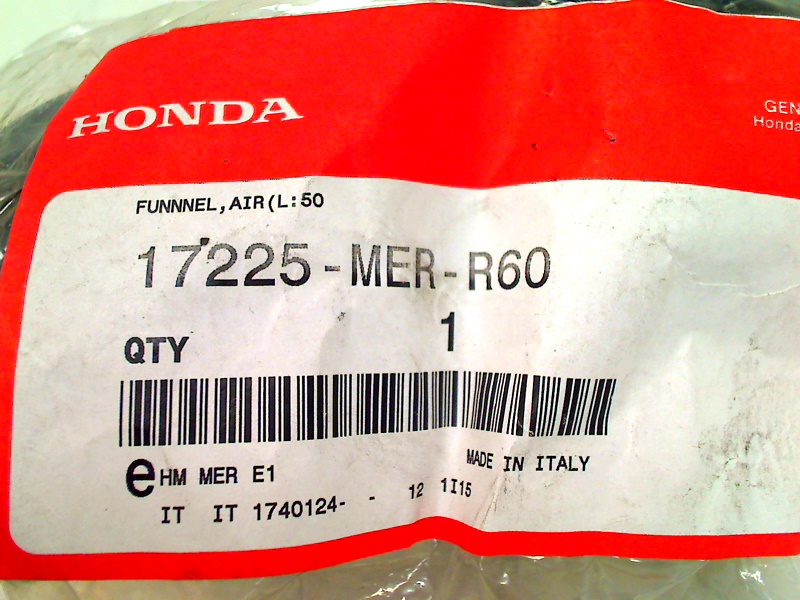 HONDA
GEN
Honda
FUNNNEL,AIR(L:50
17225-MER-R60
QTY 1
e HM MER E1
MADE IN ITALY
IT IT 1740124- - 12 1I15